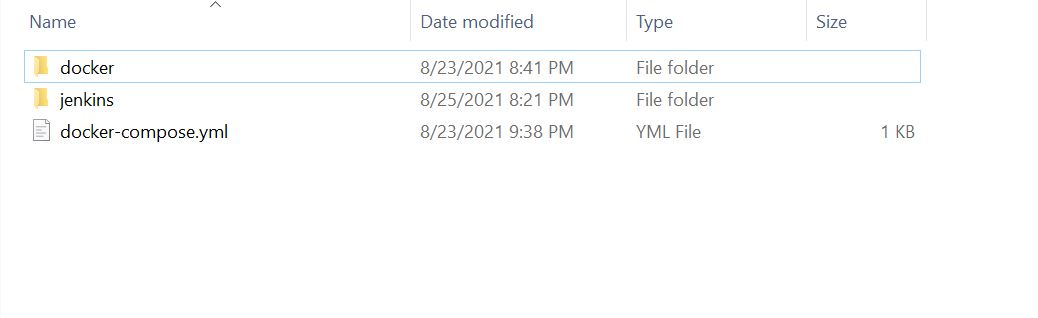 Name Date modified Type Size
docker 8/23/2021 8:41 PM File folder
jenkins 8/25/2021 8:21 PM File folder
docker-compose.yml 8/23/2021 9:38 PM YML File 1 KB